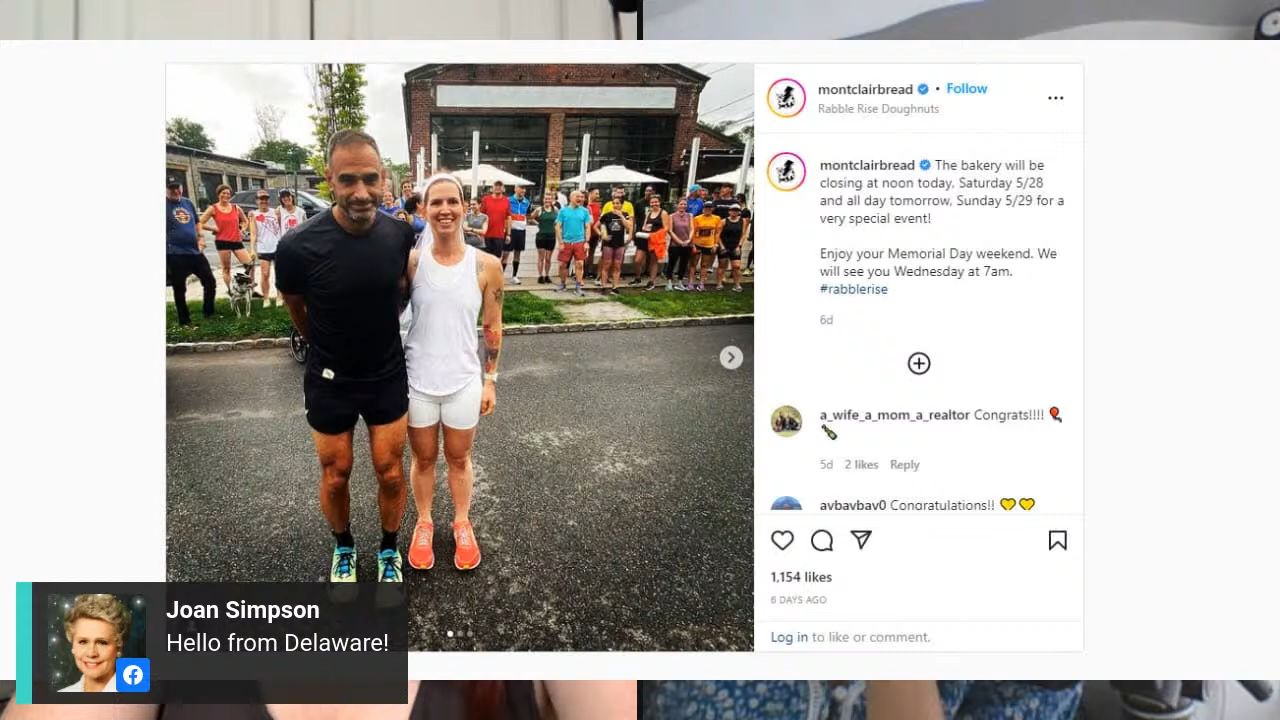 montclairbread • Follow
Rabble Rise Doughnuts
montclairbread The bakery will be
closing at noon today, Saturday 5/28
and all day tomorrow, Sunday 5/29 for a
very special event!
Enjoy your Memorial Day weekend. We
will see you Wednesday at 7am.
#rabblerise
6d
a_wife_a_mom_a_realtor Congrats!!!!
5d 2 likes Reply
avbavbav0 Congratulations!!
1,154 likes
6 DAYS AGO
Log in to like or comment.
Joan Simpson
Hello from Delaware!